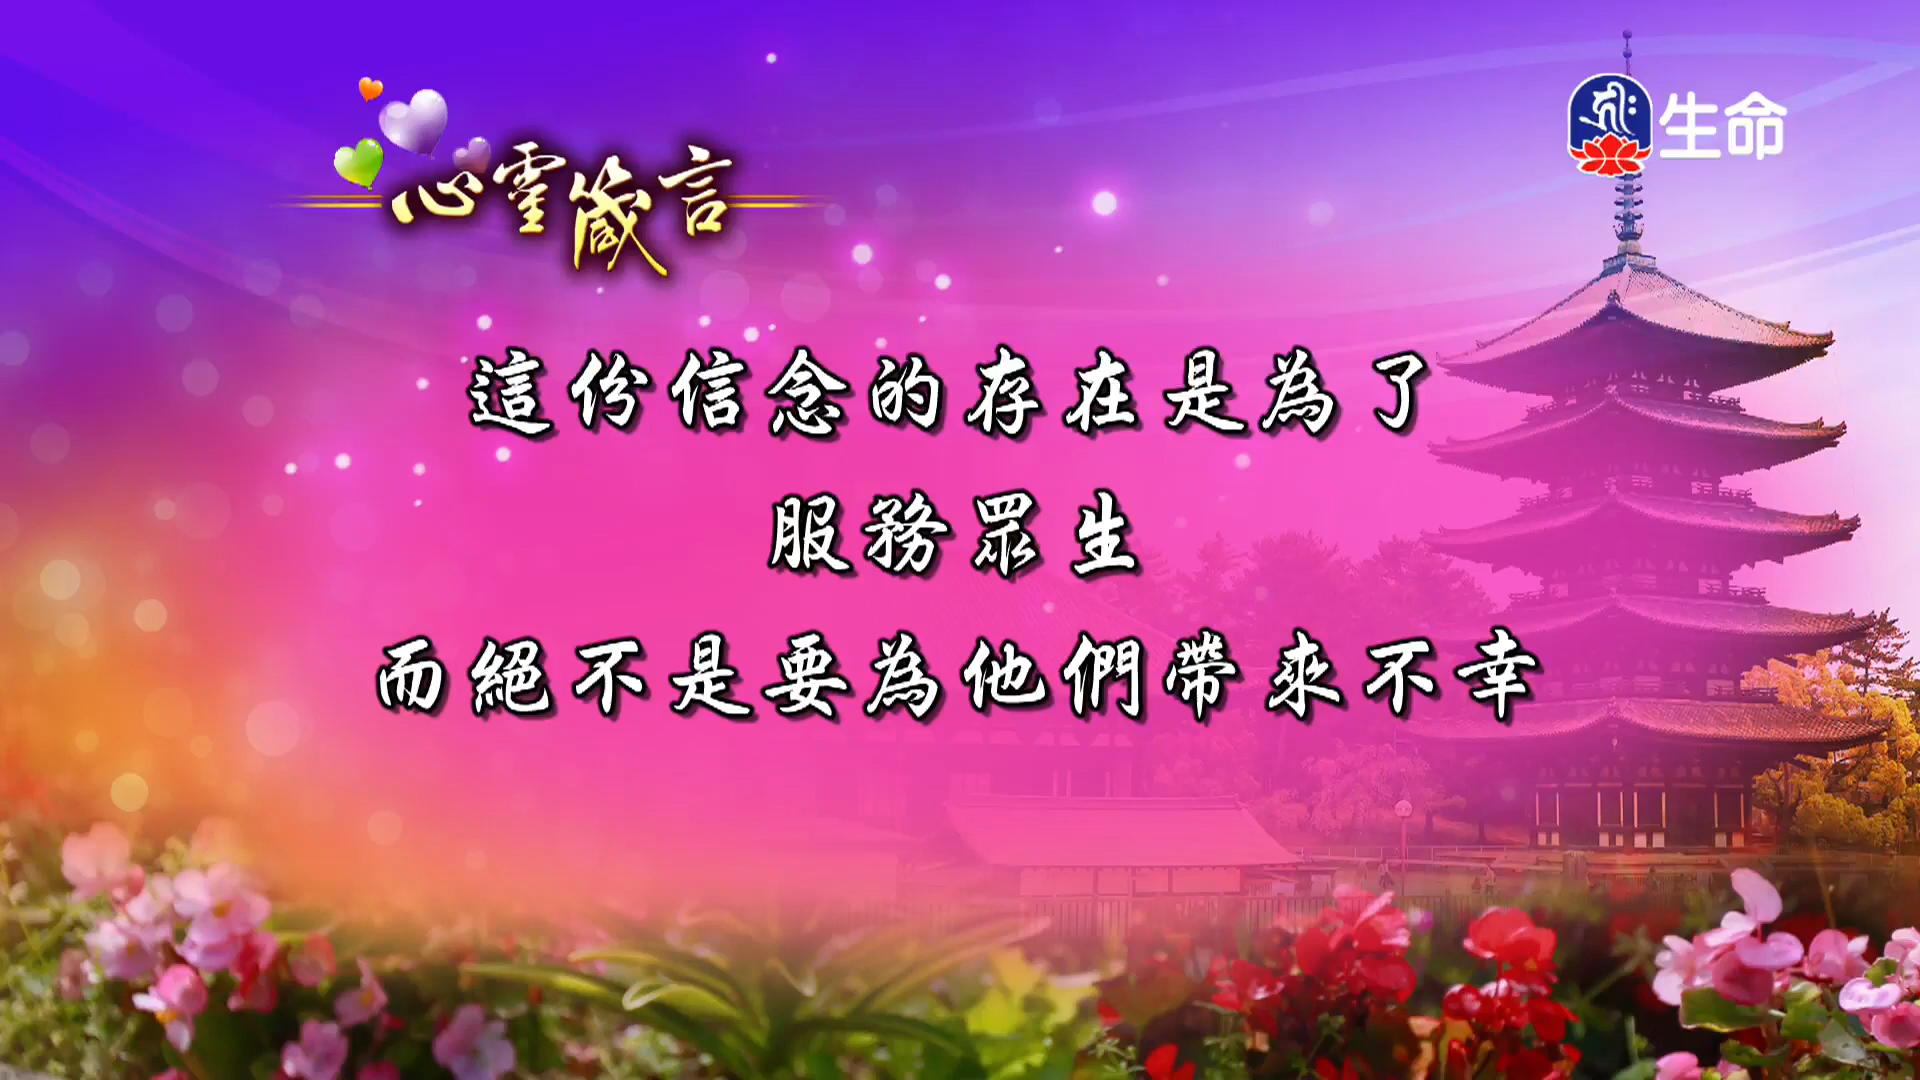 心靈箴言
生命
這份信念的存在是為了
服務眾生
而絕不是要為他們帶來不幸